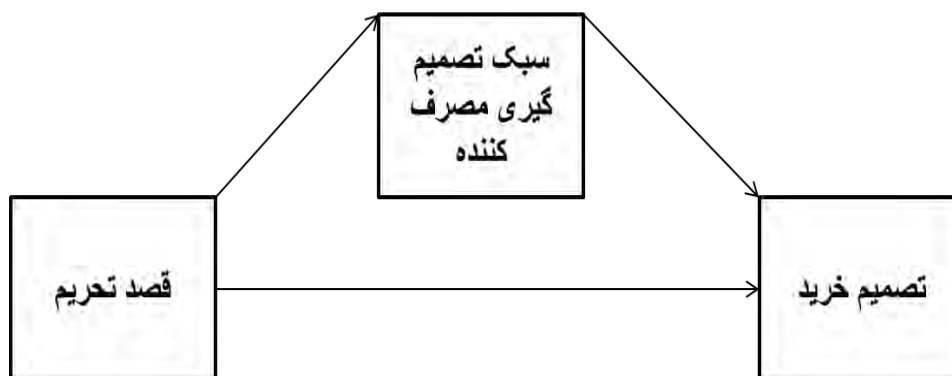 سبک تصمیم
گیری مصرف
کننده
قصد تحریم
تصمیم خرید